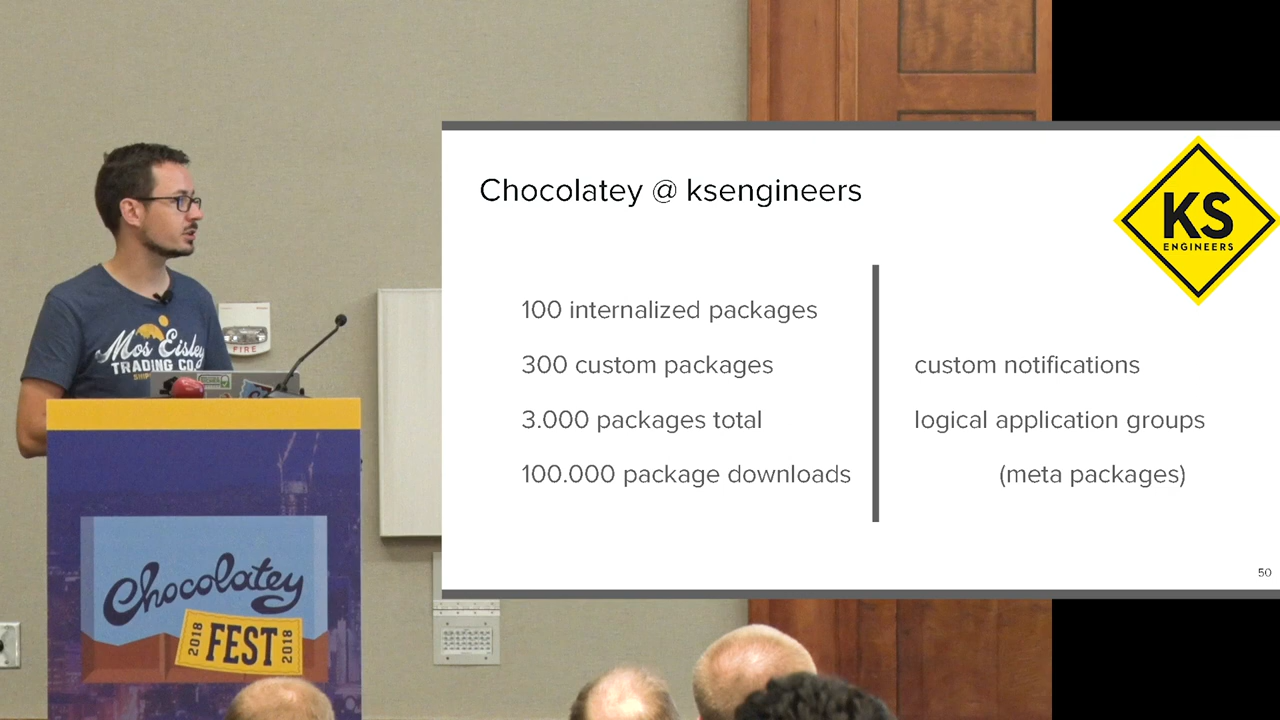 Chocolatey @ ksengineers
KS
ENGINEERS
100 internalized packages
300 custom packages
3.000 packages total
100.000 package downloads
custom notifications
logical application groups
(meta packages)
50
Mos Eisley
TRADING CO.
FIRE
Chocolatey
2018 FEST 2018